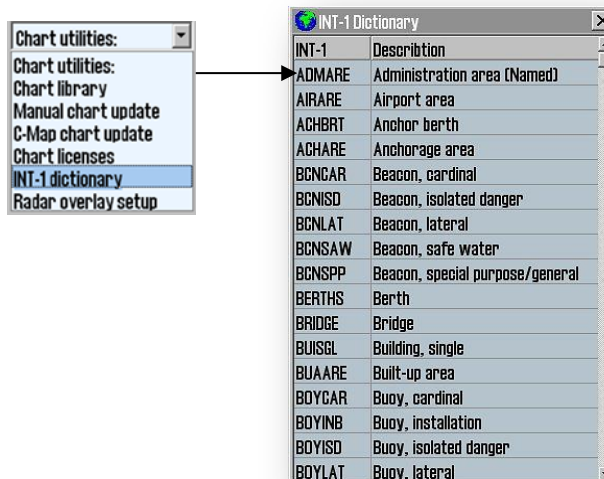 Chart utilities:
Chart utilities:
Chart library
Manual chart update
C-Map chart update
Chart licenses
INT-1 dictionary
Radar overlay setup
INT-1 Dictionary
INT-1 Describtion
ADMARE Administration area (Named)
AIRARE Airport area
ACHBRT Anchor berth
ACHARE Anchorage area
BCNCAR Beacon, cardinal
BCNISD Beacon, isolated danger
BCNLAT Beacon, lateral
BCNSAW Beacon, safe water
BCNSPP Beacon, special purpose/general
BERTHS Berth
BRIDGE Bridge
BUISGL Building, single
BUAARE Built-up area
BOYCAR Buoy, cardinal
BOYINB Buoy, installation
BOYISD Buoy, isolated danger
BOYLAT Buoy, lateral